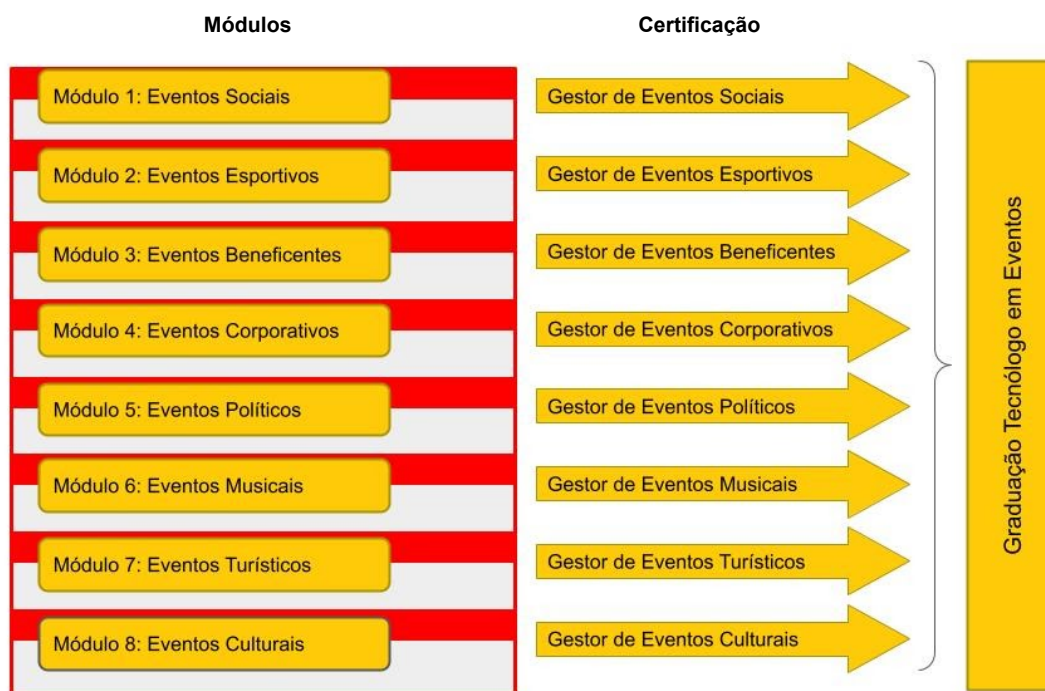 Módulos
Certificação
Módulo 1: Eventos Sociais
Gestor de Eventos Sociais
Módulo 2: Eventos Esportivos
Gestor de Eventos Esportivos
Módulo 3: Eventos Beneficentes
Gestor de Eventos Beneficentes
Módulo 4: Eventos Corporativos
Gestor de Eventos Corporativos
Módulo 5: Eventos Políticos
Gestor de Eventos Políticos
Módulo 6: Eventos Musicais
Gestor de Eventos Musicais
Módulo 7: Eventos Turísticos
Gestor de Eventos Turísticos
Módulo 8: Eventos Culturais
Gestor de Eventos Culturais
Graduação Tecnólogo em Eventos